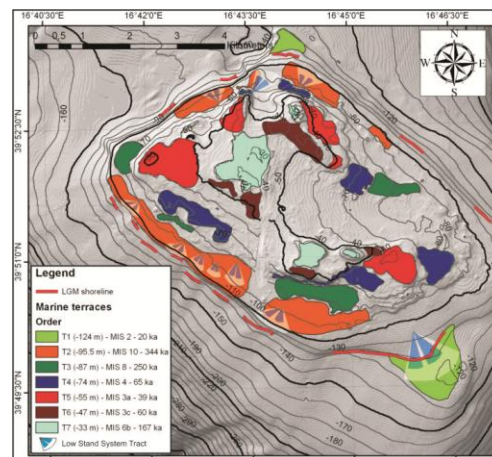 16°40'30"E 16°42'0"E 16°43'30"E 16°45'0"E 16°46'30"E
0 0,5 1 2 3 4
N
W E
S
-160
-120
39°52'30"N
39°51'0"N
39°49'30"N
-110
-100
-150
-140
-130
-120
-170
-180
Legend
LGM shoreline
Marine terraces
Order
T1 (-124 m) - MIS 2 - 20 ka
T2 (-95.5 m) - MIS 10 - 344 ka
T3 (-87 m) - MIS 8 - 250 ka
T4 (-74 m) - MIS 4 - 65 ka
T5 (-55 m) - MIS 3a - 39 ka
T6 (-47 m) - MIS 3c - 60 ka
T7 (-33 m) - MIS 6b - 167 ka
Low Stand System Tract